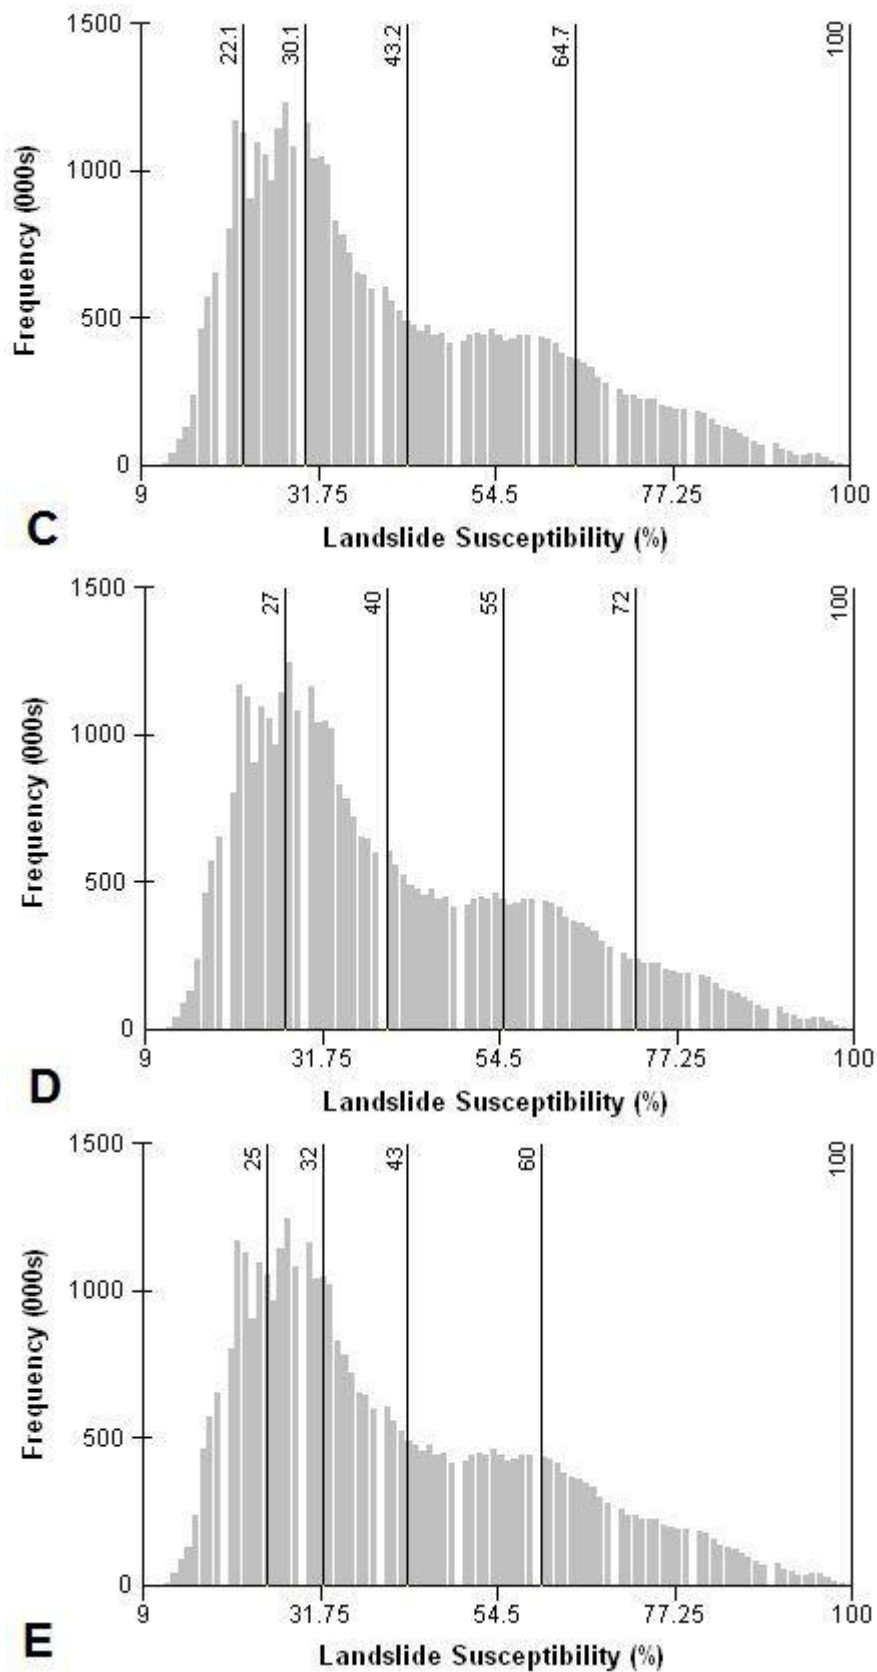 1500
22.1
30.1
43.2
64.7
100
1000
Frequency (000s)
500
0
9 31.75 54.5 77.25 100
C
Landslide Susceptibility (%)
1500
27
40
55
72
100
1000
Frequency (000s)
500
0
9 31.75 54.5 77.25 100
D
Landslide Susceptibility (%)
1500
25
32
43
60
100
1000
Frequency (000s)
500
0
9 31.75 54.5 77.25 100
E
Landslide Susceptibility (%)